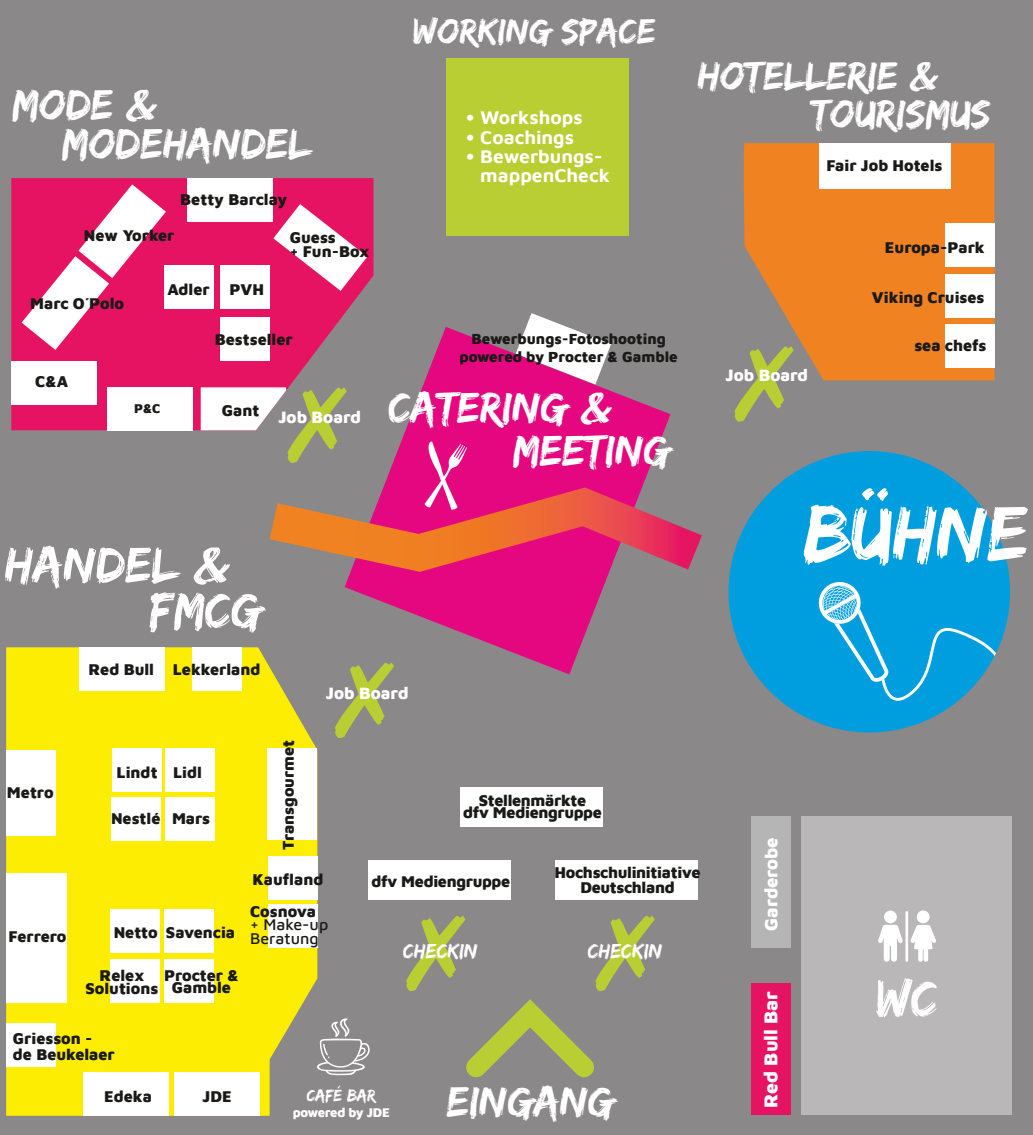 WORKING SPACE
• Workshops
• Coachings
• Bewerbungs-
mappenCheck
HOTELLERIE &
TOURISMUS
Fair Job Hotels
Europa-Park
Viking Cruises
sea chefs
Job Board
MODE &
MODEHANDEL
Betty Barclay
New Yorker
Guess
+ Fun-Box
Marc O´Polo
Adler
PVH
Bestseller
C&A
P&C
Gant
Job Board
Bewerbungs-Fotoshooting
powered by Procter & Gamble
CATERING &
MEETING
BÜHNE
HANDEL &
FMCG
Red Bull
Lekkerland
Job Board
Metro
Lindt
Lidl
Nestlé
Mars
Transgourmet
Kaufland
Cosnova
+ Make-up
Beratung
Ferrero
Netto
Savencia
Relex
Solutions
Procter &
Gamble
Griesson -
de Beukelaer
Edeka
JDE
Stellenmärkte
dfv Mediengruppe
dfv Mediengruppe
Hochschulinitiative
Deutschland
CHECKIN
CHECKIN
CAFÉ BAR
powered by JDE
EINGANG
Garderobe
Red Bull Bar
WC